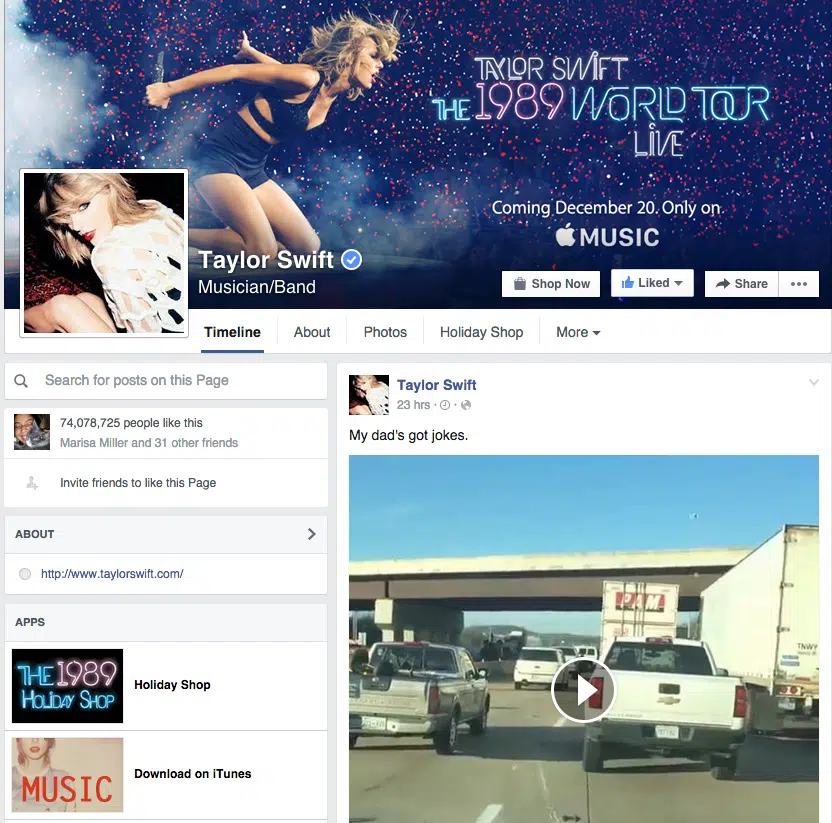 TAYLOR SWIFT
THE 1989 WORLD TOUR
LIVE
Coming December 20. Only on
MUSIC
Taylor Swift
Musician/Band
Shop Now
Liked
Share
Timeline
About
Photos
Holiday Shop
More
Search for posts on this Page
74,078,725 people like this
Marisa Miller and 31 other friends
Invite friends to like this Page
ABOUT
http://www.taylorswift.com/
APPS
THE 1989
HOLIDAY SHOP
Holiday Shop
MUSIC
Download on iTunes
Taylor Swift
23 hrs
My dad's got jokes.
PAM
TNWY